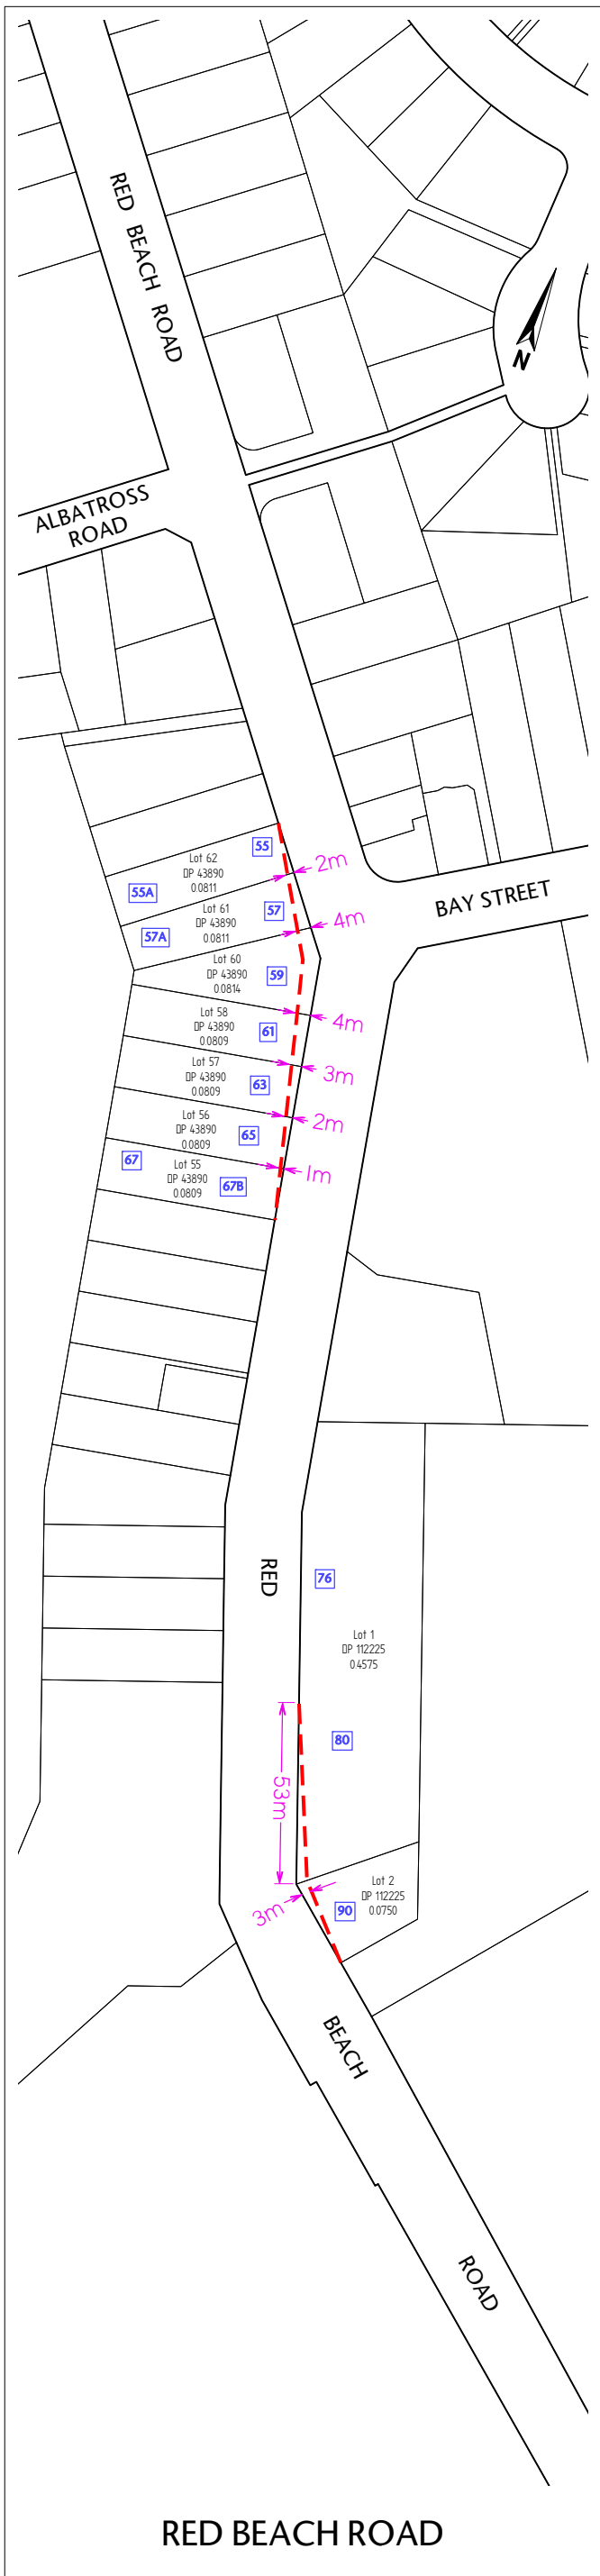 RED BEACH ROAD
N
ALBATROSS
ROAD
55
2m
Lot 62
DP 43890
0.0811
55A
BAY STREET
57
4m
Lot 61
DP 43890
0.0811
57A
Lot 60
DP 43890
0.0814
59
4m
Lot 58
DP 43890
0.0809
61
3m
Lot 57
DP 43890
0.0809
63
2m
Lot 56
DP 43890
0.0809
65
67
Lot 55
DP 43890
0.0809
67B
1m
RED
76
Lot 1
DP 112225
0.4575
80
53m
Lot 2
DP 112225
0.0750
90
3m
BEACH
ROAD
RED BEACH ROAD